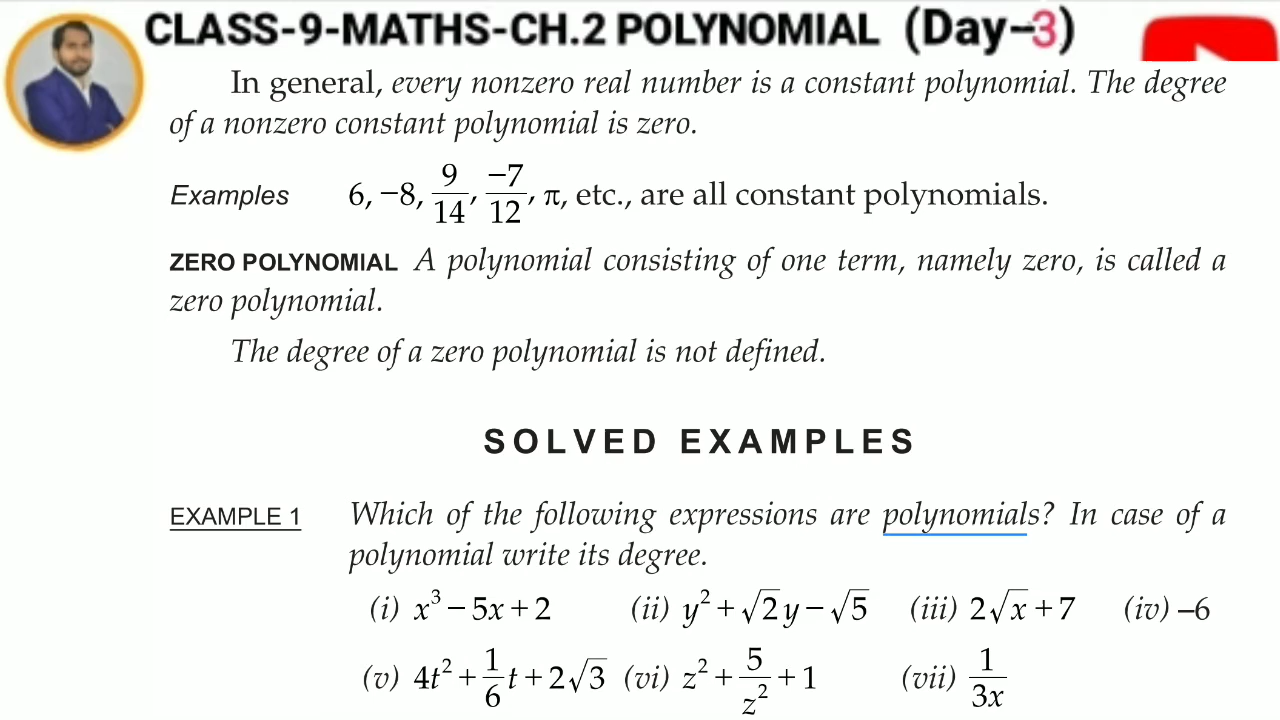 CLASS-9-MATHS-CH.2 POLYNOMIAL (Day-3)
In general, every nonzero real number is a constant polynomial. The degree
of a nonzero constant polynomial is zero.
Examples 6, −8, 9/14, −7/12, π, etc., are all constant polynomials.
ZERO POLYNOMIAL A polynomial consisting of one term, namely zero, is called a
zero polynomial.
The degree of a zero polynomial is not defined.
SOLVED EXAMPLES
EXAMPLE 1 Which of the following expressions are polynomials? In case of a
polynomial write its degree.
(i) x³ − 5x + 2 (ii) y² + √2 y − √5 (iii) 2√x + 7 (iv) −6
(v) 4t² + 1/6 t + 2√3 (vi) z² + 5/z² + 1 (vii) 1/3x